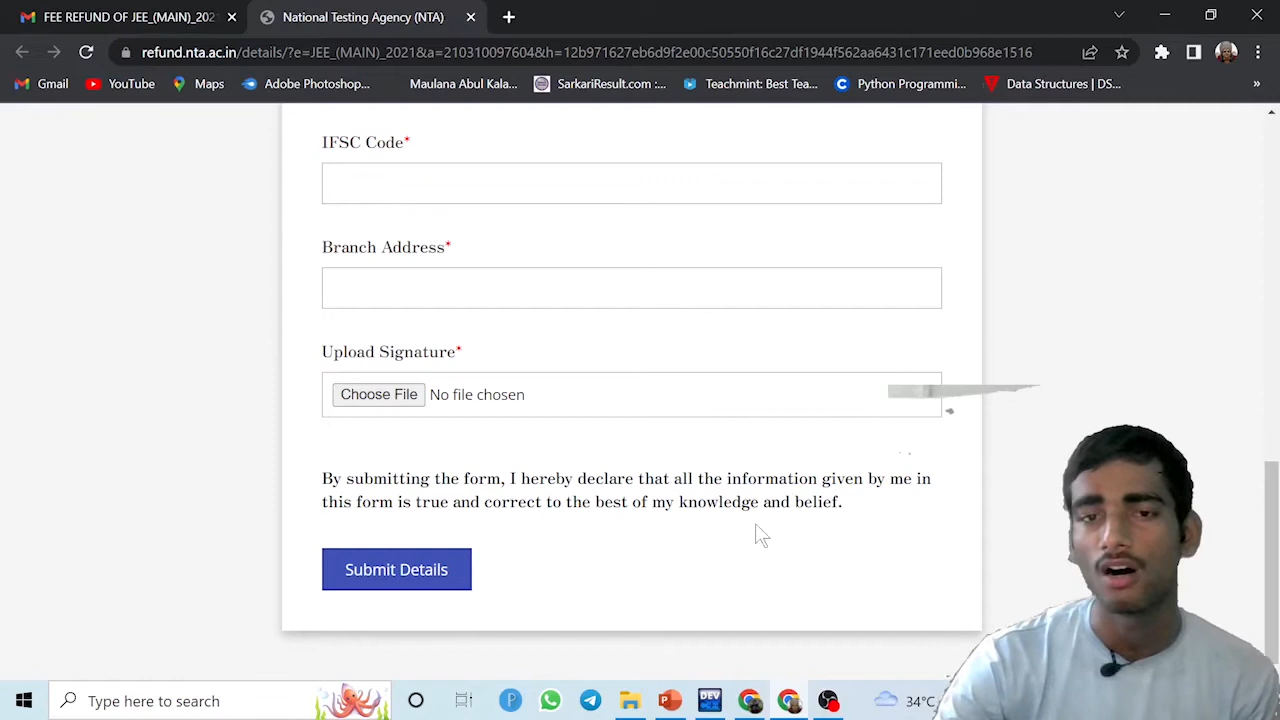 FEE REFUND OF JEE_(MAIN)_202
National Testing Agency (NTA)
refund.nta.ac.in/details/?e=JEE_(MAIN)_2021&a=210310097604&h=12b971627eb6d9f2e00c50550f16c27df1944f562aa6431c171eed0b968e1516
Gmail YouTube Maps Adobe Photoshop... Maulana Abul Kala... SarkariResult.com :... Teachmint: Best Tea... Python Programmi... Data Structures | DS... »
IFSC Code*
Branch Address*
Upload Signature*
Choose File No file chosen
By submitting the form, I hereby declare that all the information given by me in
this form is true and correct to the best of my knowledge and belief.
Submit Details
Type here to search
DEV
34°C